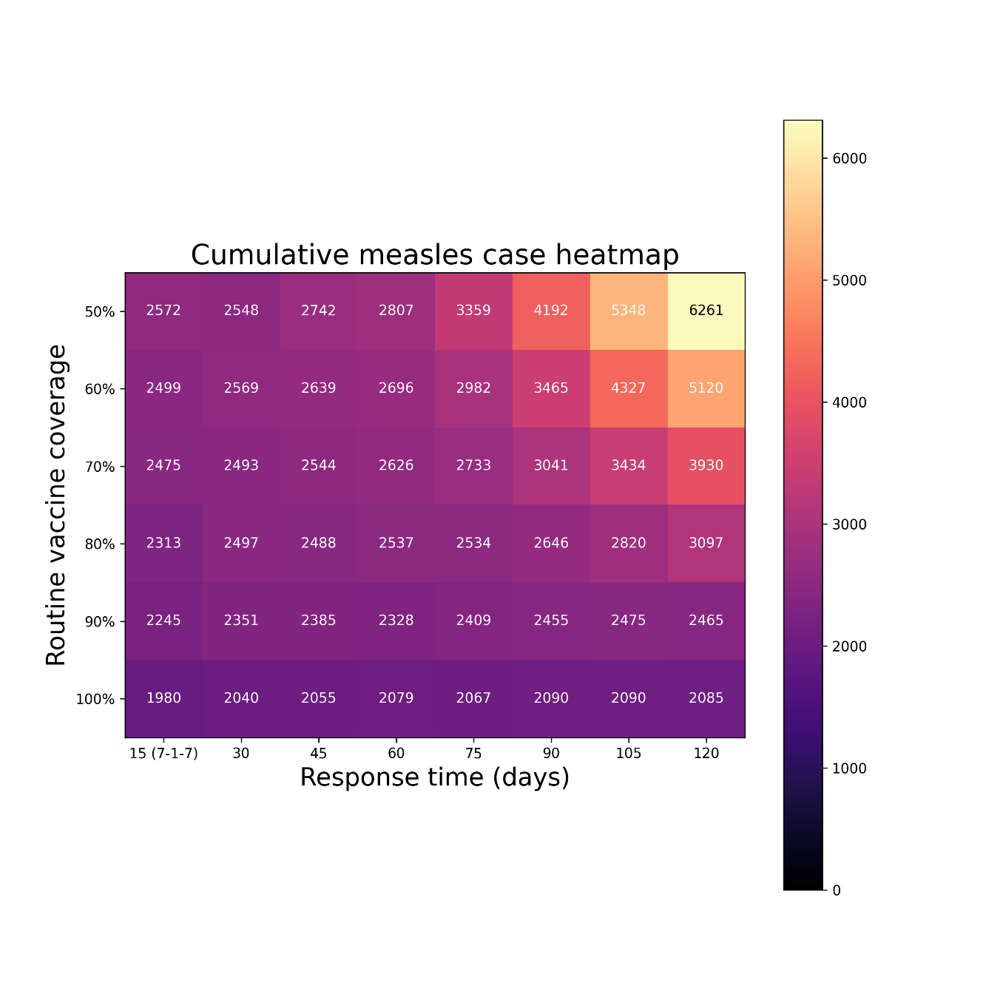 Cumulative measles case heatmap
Routine vaccine coverage
50% 2572 2548 2742 2807 3359 4192 5348 6261
60% 2499 2569 2639 2696 2982 3465 4327 5120
70% 2475 2493 2544 2626 2733 3041 3434 3930
80% 2313 2497 2488 2537 2534 2646 2820 3097
90% 2245 2351 2385 2328 2409 2455 2475 2465
100% 1980 2040 2055 2079 2067 2090 2090 2085
15 (7-1-7) 30 45 60 75 90 105 120
Response time (days)
6000
5000
4000
3000
2000
1000
0